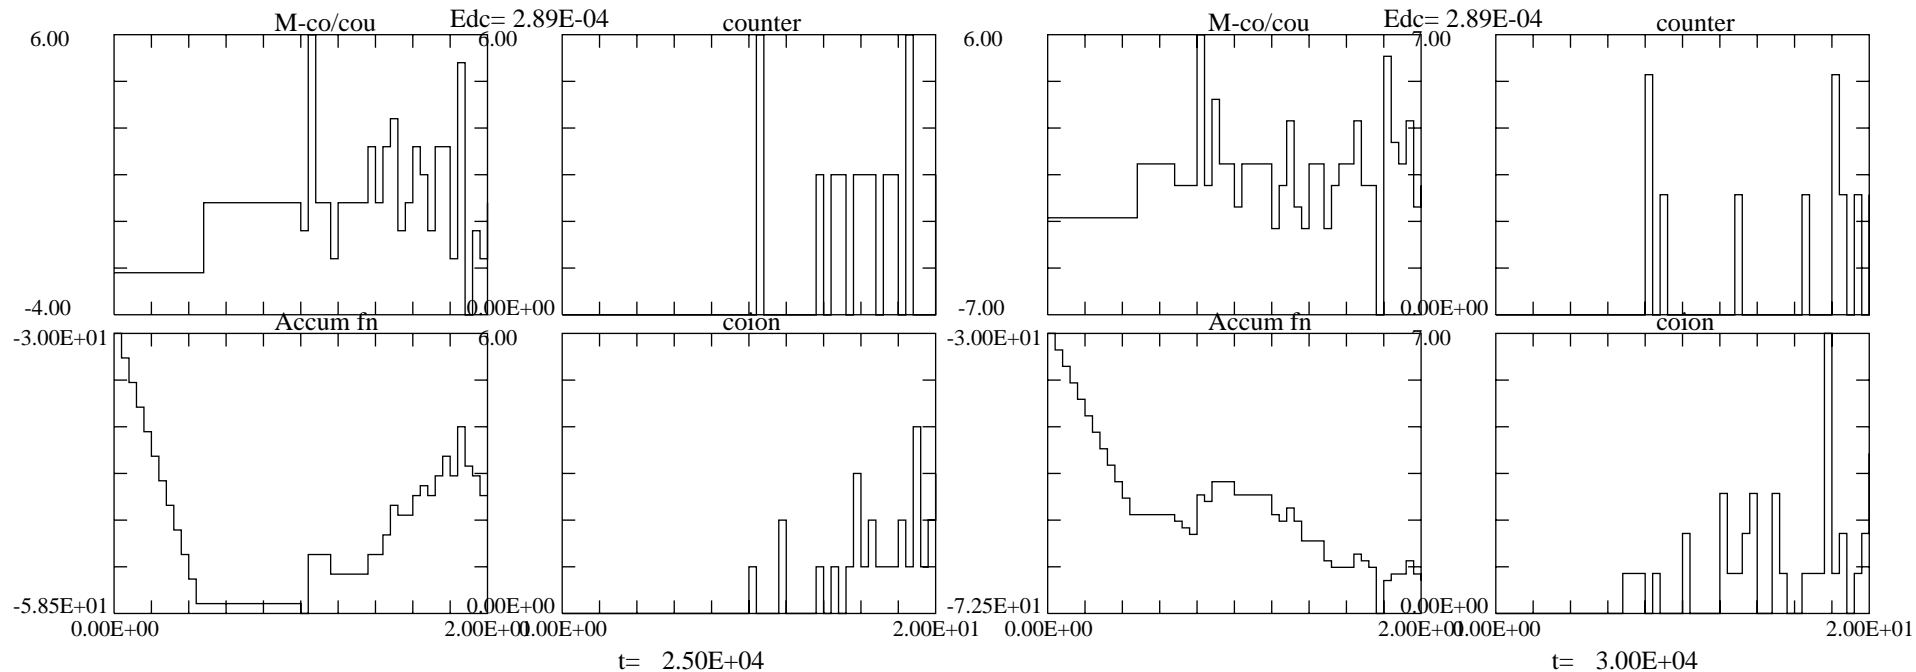 M-co/cou Edc= 2.89E-04 counter M-co/cou Edc= 2.89E-04 counter
6.00 6.00 6.00 7.00
-4.00 0.00E+00 -7.00 0.00E+00
Accum fn coion Accum fn coion
-3.00E+01 6.00 -3.00E+01 7.00
-5.85E+01 0.00E+00 -7.25E+01 0.00E+00
0.00E+00 2.00E+01 0.00E+00 2.00E+01 0.00E+00 2.00E+01 0.00E+00 2.00E+01
t= 2.50E+04 t= 3.00E+04